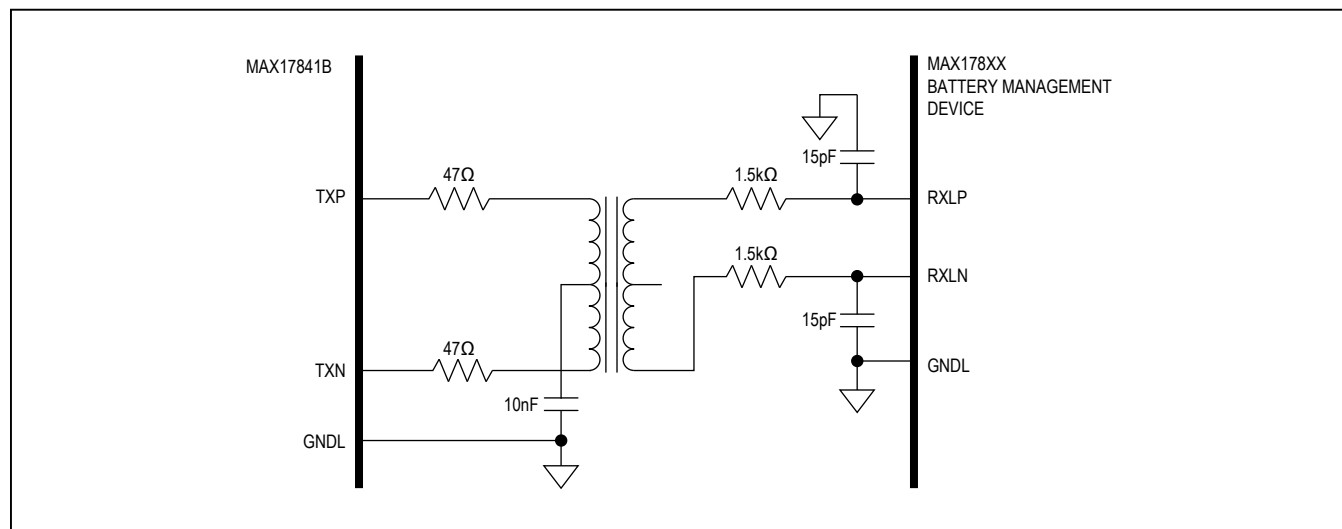 MAX17841B
MAX178XX
BATTERY MANAGEMENT
DEVICE
15pF
47Ω
1.5kΩ
TXP
RXLP
1.5kΩ
RXLN
15pF
47Ω
TXN
GNDL
10nF
GNDL